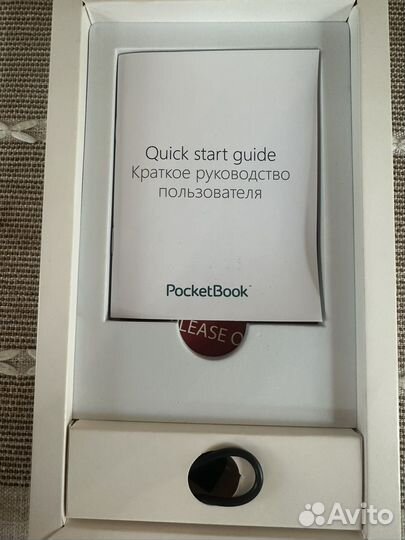 Quick start guide
Краткое руководство
пользователя
PocketBook
LEASE O
Avito